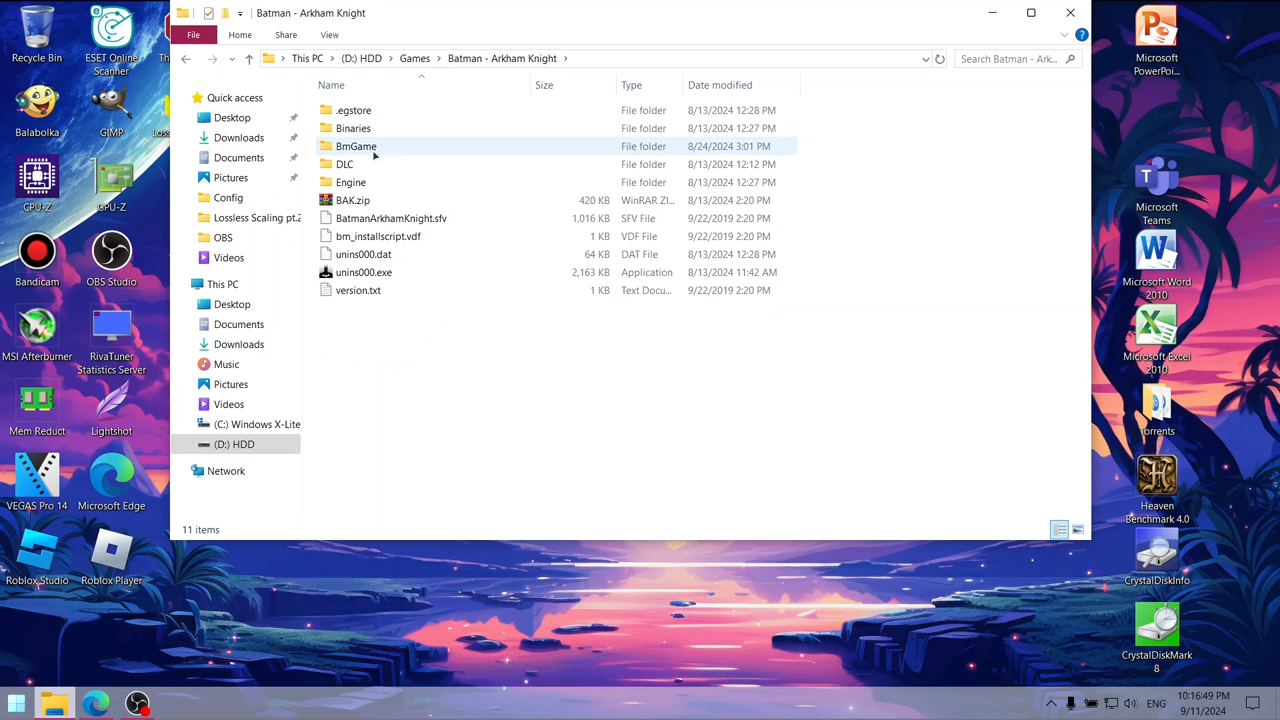 Batman - Arkham Knight
File Home Share View
This PC (D:) HDD Games Batman - Arkham Knight
Search Batman - Ark...
Name Size Type Date modified
.egstore File folder 8/13/2024 12:28 PM
Binaries File folder 8/13/2024 12:27 PM
BmGame File folder 8/24/2024 3:01 PM
DLC File folder 8/13/2024 12:12 PM
Engine File folder 8/13/2024 12:27 PM
BAK.zip 420 KB WinRAR ZI... 8/13/2024 2:20 PM
BatmanArkhamKnight.sfv 1,016 KB SFV File 9/22/2019 2:20 PM
bm_installscript.vdf 1 KB VDF File 9/22/2019 2:20 PM
unins000.dat 64 KB DAT File 8/13/2024 12:28 PM
unins000.exe 2,163 KB Application 8/13/2024 11:42 AM
version.txt 1 KB Text Docu... 9/22/2019 2:20 PM
Quick access
Desktop
Downloads
Documents
Pictures
Config
Lossless Scaling pt.2
OBS
Videos
This PC
Desktop
Documents
Downloads
Music
Pictures
Videos
(C:) Windows X-Lite
(D:) HDD
Network
11 items
Recycle Bin
ESET Online
Scanner
Th
Balabolka
GIMP
Los
CPU-Z
GPU-Z
Bandicam
OBS Studio
MSI Afterburner
RivaTuner
Statistics Server
Mem Reduct
Lightshot
VEGAS Pro 14
Microsoft Edge
Roblox Studio
Roblox Player
Microsoft
PowerPoi...
Microsoft
Teams
Microsoft Word
2010
Microsoft Excel
2010
Torrents
Heaven
Benchmark 4.0
CrystalDiskInfo
CrystalDiskMark
8
ENG
10:16:49 PM
9/11/2024